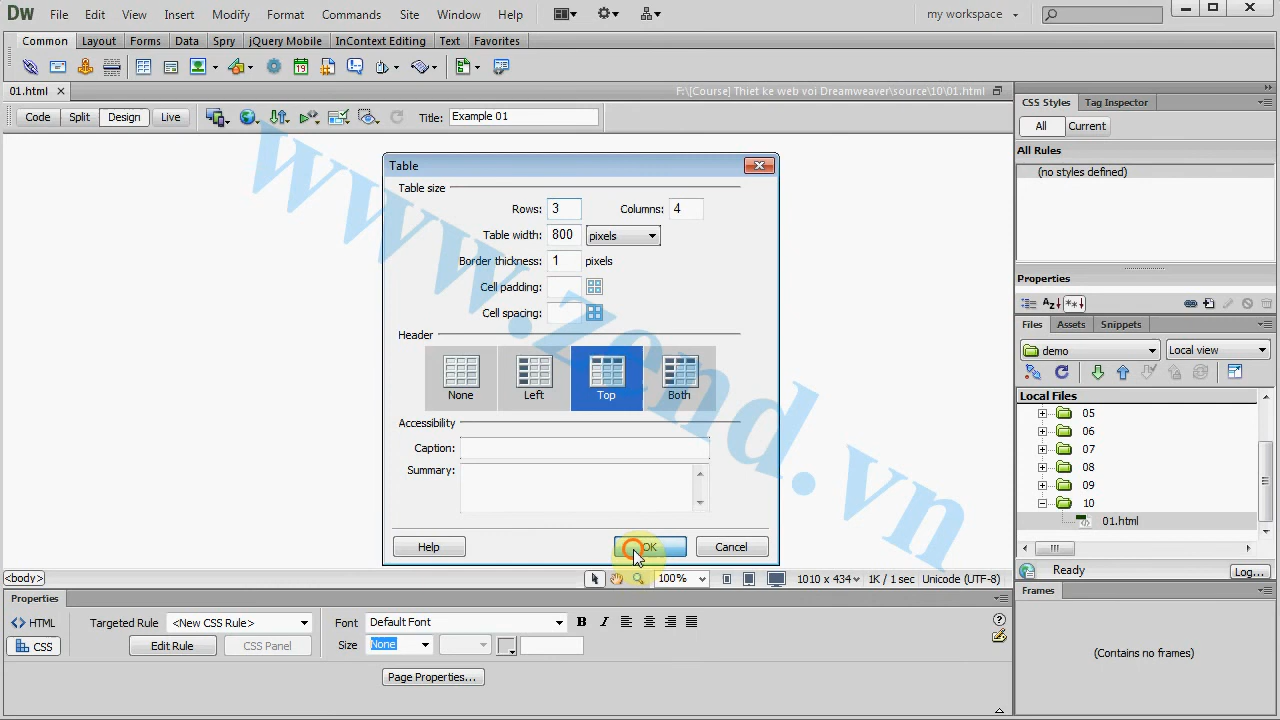 Dw File Edit View Insert Modify Format Commands Site Window Help my workspace
Common Layout Forms Data Spry jQuery Mobile InContext Editing Text Favorites
01.html F:\[Course] Thiet ke web voi Dreamweaver\source\10\01.html
Code Split Design Live Title: Example 01
Table
Table size
Rows: 3 Columns: 4
Table width: 800 pixels
Border thickness: 1 pixels
Cell padding:
Cell spacing:
Header
None Left Top Both
Accessibility
Caption:
Summary:
Help OK Cancel
www.zend.vn
CSS Styles Tag Inspector
All Current
All Rules
(no styles defined)
Properties
Az↓ **↓
Files Assets Snippets
demo Local view
Local Files
05
06
07
08
09
10
01.html
Ready Log...
Frames
(Contains no frames)
<body> 100% 1010 x 434 1K / 1 sec Unicode (UTF-8)
Properties
<> HTML Targeted Rule <New CSS Rule> Font Default Font B I
CSS Edit Rule CSS Panel Size None
Page Properties...